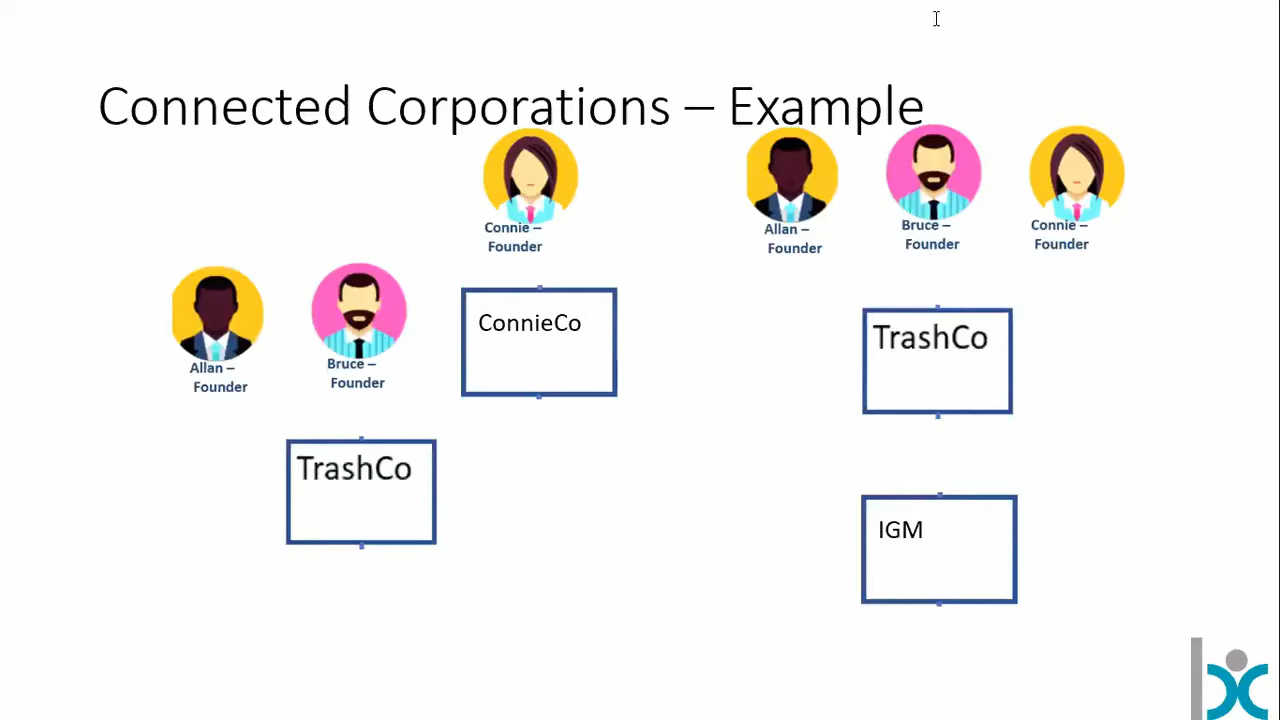 Connected Corporations – Example
Connie –
Founder
ConnieCo
Allan –
Founder
Bruce –
Founder
TrashCo
Allan –
Founder
Bruce –
Founder
Connie –
Founder
TrashCo
IGM